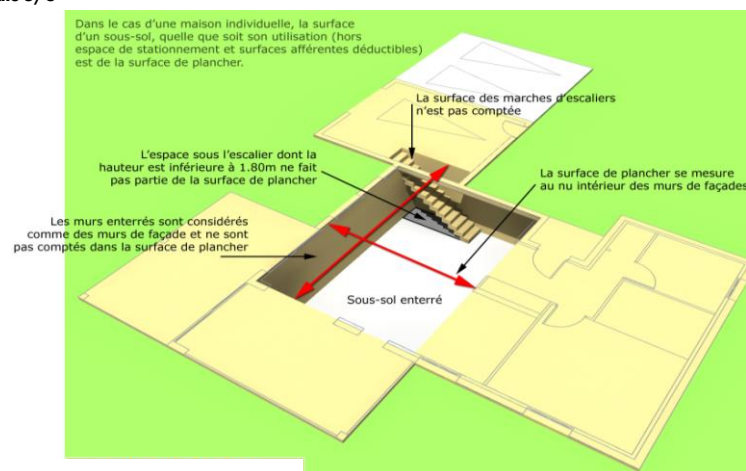 Dans le cas d'une maison individuelle, la surface
d'un sous-sol, quelle que soit son utilisation (hors
espace de stationnement et surfaces afférentes déductibles)
est de la surface de plancher.
La surface des marches d'escaliers
n'est pas comptée
L'espace sous l'escalier dont la
hauteur est inférieure à 1.80m ne fait
pas partie de la surface de plancher
La surface de plancher se mesure
au nu intérieur des murs de façades
Les murs enterrés sont considérés
comme des murs de façade et ne sont
pas comptés dans la surface de plancher
Sous-sol enterré